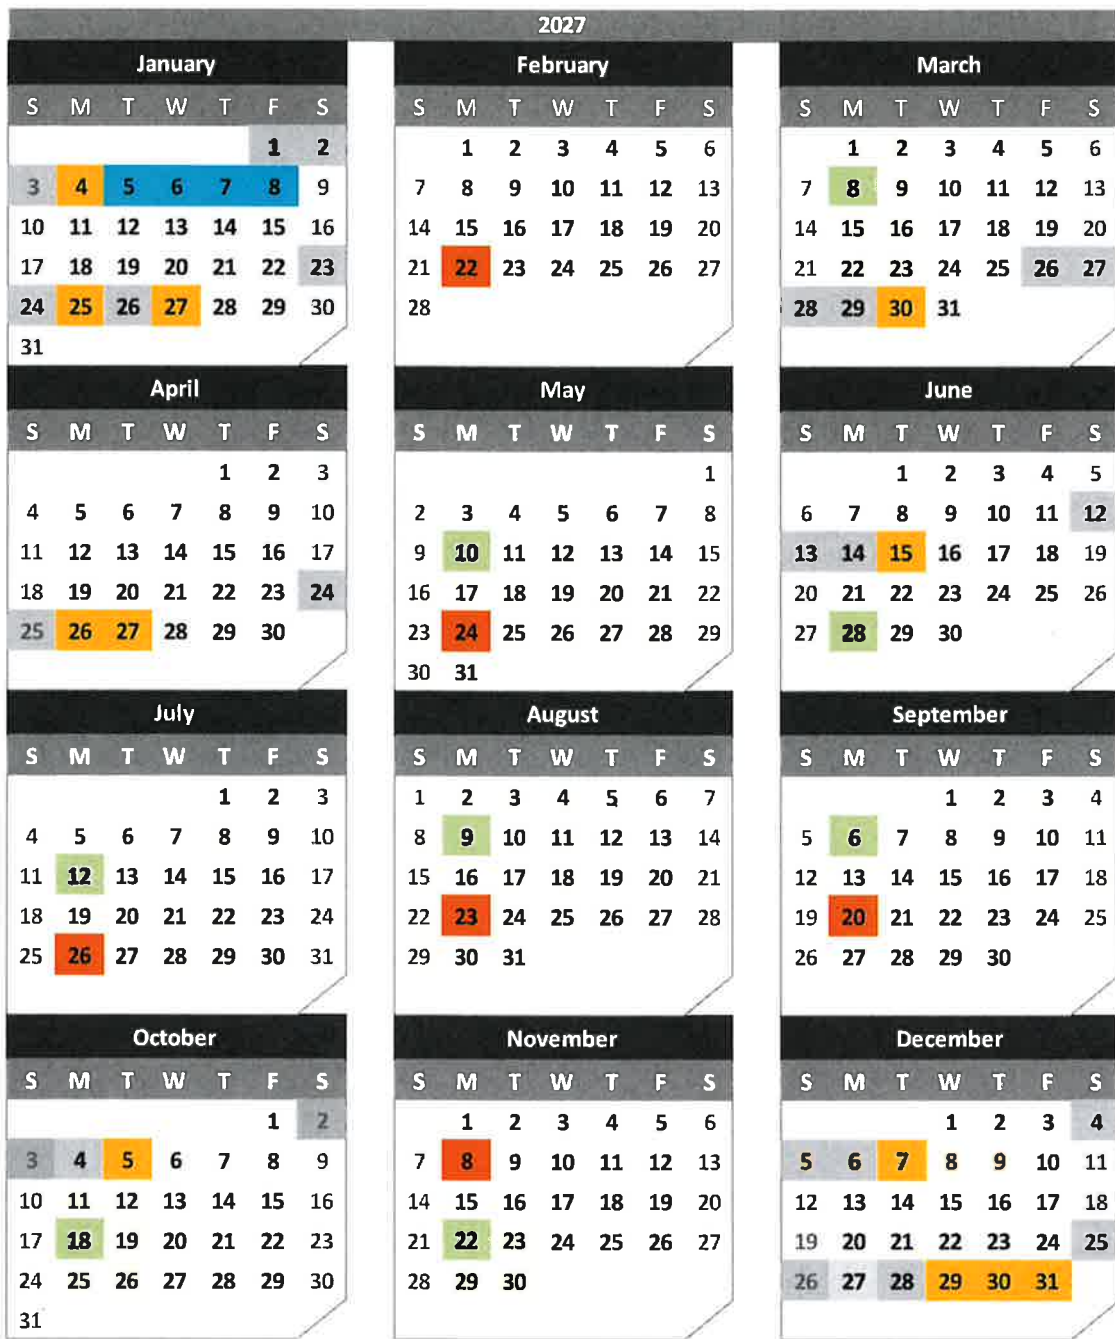 2027
January February March
S M T W T F S S M T W T F S S M T W T F S
1 2 1 2 3 4 5 6 1 2 3 4 5 6
3 4 5 6 7 8 9 7 8 9 10 11 12 13 7 8 9 10 11 12 13
10 11 12 13 14 15 16 14 15 16 17 18 19 20 14 15 16 17 18 19 20
17 18 19 20 21 22 23 21 22 23 24 25 26 27 21 22 23 24 25 26 27
24 25 26 27 28 29 30 28 28 29 30 31
31
April May June
S M T W T F S S M T W T F S S M T W T F S
1 2 3 1 1 2 3 4 5
4 5 6 7 8 9 10 2 3 4 5 6 7 8 6 7 8 9 10 11 12
11 12 13 14 15 16 17 9 10 11 12 13 14 15 13 14 15 16 17 18 19
18 19 20 21 22 23 24 16 17 18 19 20 21 22 20 21 22 23 24 25 26
25 26 27 28 29 30 23 24 25 26 27 28 29 27 28 29 30
30 31
July August September
S M T W T F S S M T W T F S S M T W T F S
1 2 3 1 2 3 4 5 6 7 1 2 3 4
4 5 6 7 8 9 10 8 9 10 11 12 13 14 5 6 7 8 9 10 11
11 12 13 14 15 16 17 15 16 17 18 19 20 21 12 13 14 15 16 17 18
18 19 20 21 22 23 24 22 23 24 25 26 27 28 19 20 21 22 23 24 25
25 26 27 28 29 30 31 29 30 31 26 27 28 29 30
October November December
S M T W T F S S M T W T F S S M T W T F S
1 2 1 2 3 4 5 6 1 2 3 4
3 4 5 6 7 8 9 7 8 9 10 11 12 13 5 6 7 8 9 10 11
10 11 12 13 14 15 16 14 15 16 17 18 19 20 12 13 14 15 16 17 18
17 18 19 20 21 22 23 21 22 23 24 25 26 27 19 20 21 22 23 24 25
24 25 26 27 28 29 30 28 29 30 26 27 28 29 30 31
31